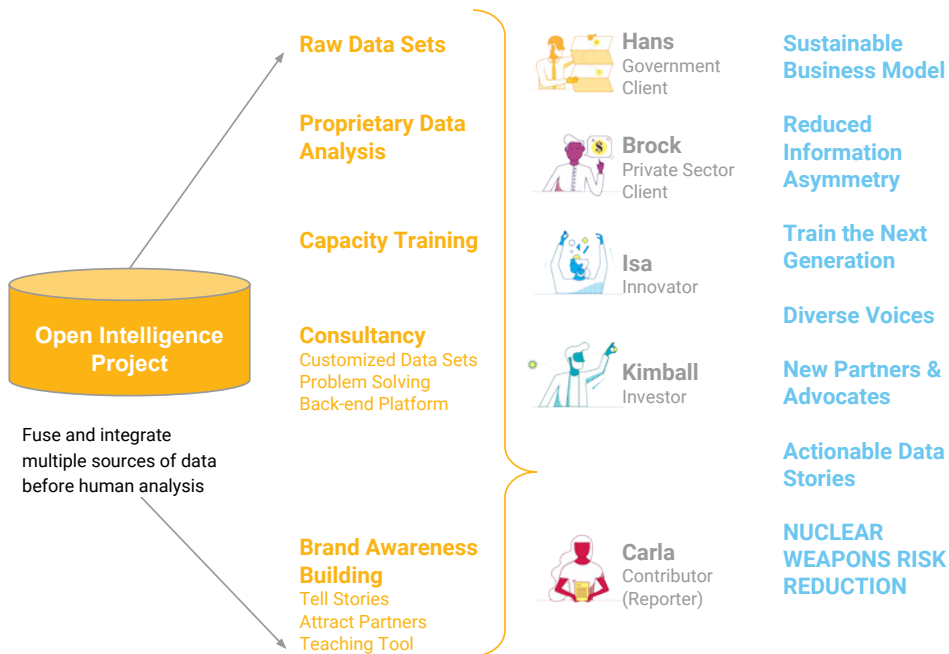 Open Intelligence
Project
Fuse and integrate
multiple sources of data
before human analysis
Raw Data Sets
Proprietary Data
Analysis
Capacity Training
Consultancy
Customized Data Sets
Problem Solving
Back-end Platform
Brand Awareness
Building
Tell Stories
Attract Partners
Teaching Tool
Hans
Government
Client
$
Brock
Private Sector
Client
Isa
Innovator
Kimball
Investor
Carla
Contributor
(Reporter)
Sustainable
Business Model
Reduced
Information
Asymmetry
Train the Next
Generation
Diverse Voices
New Partners &
Advocates
Actionable Data
Stories
NUCLEAR
WEAPONS RISK
REDUCTION